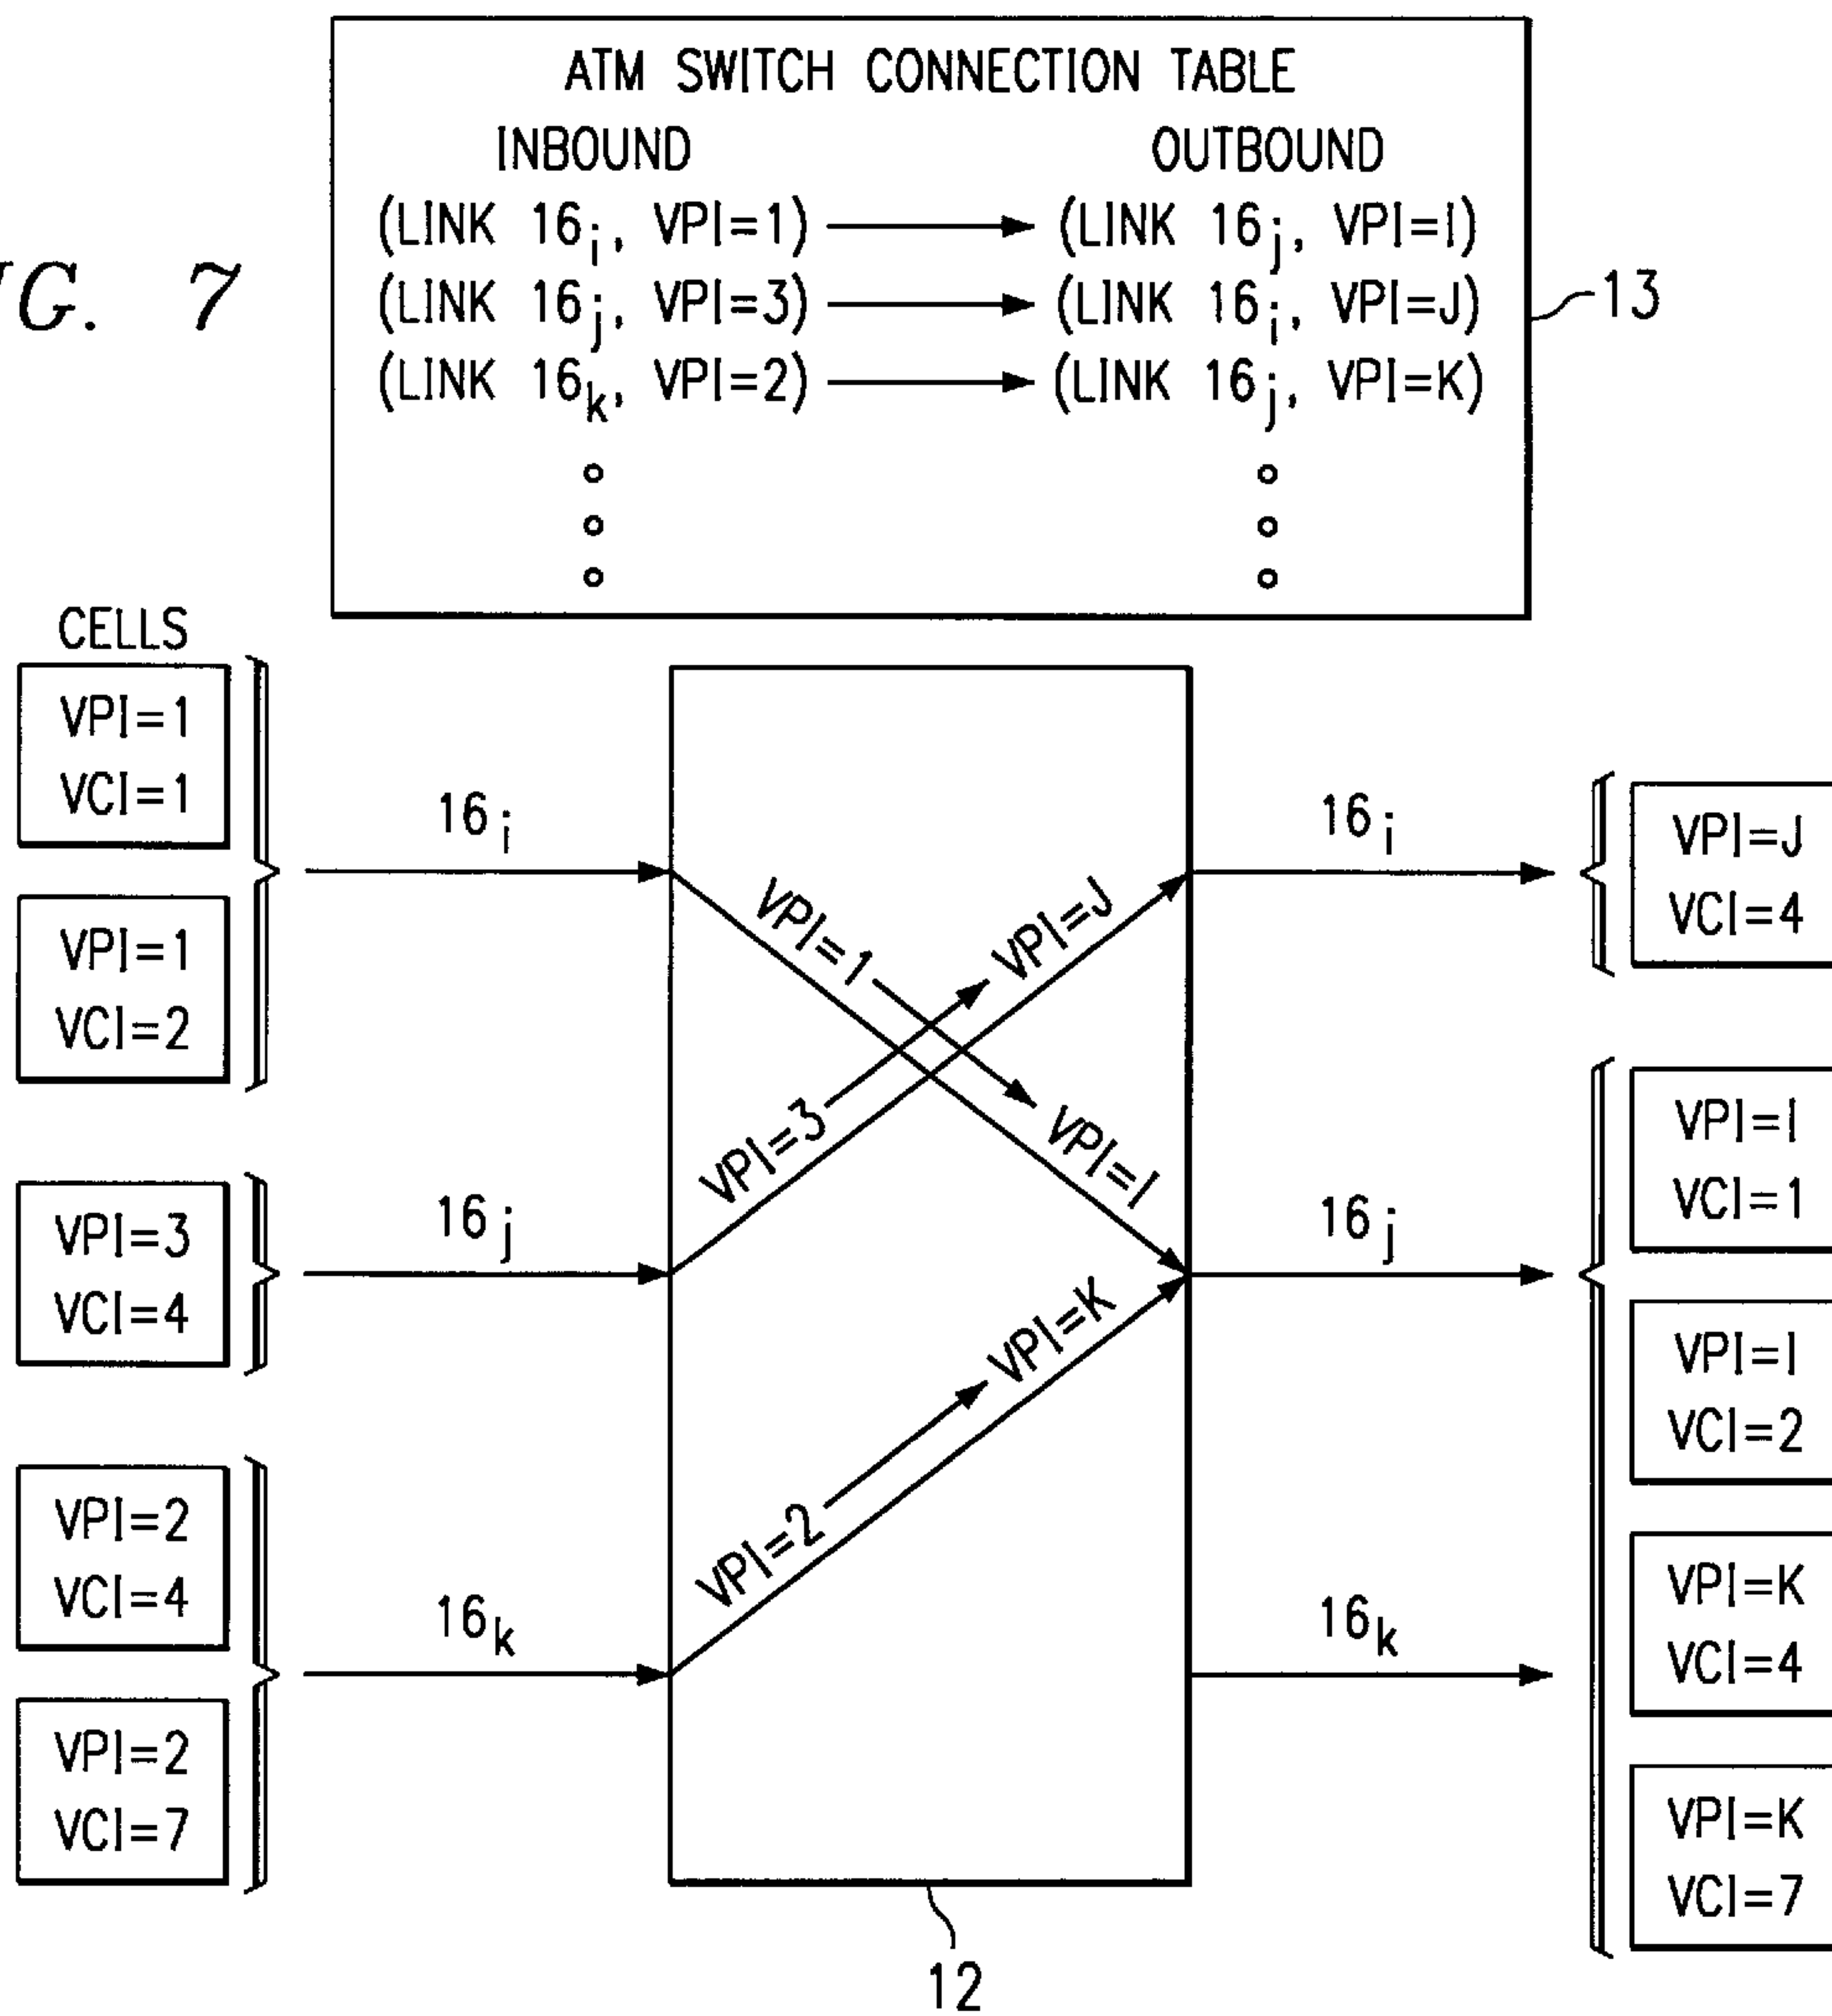 ATM SWITCH CONNECTION TABLE
INBOUND OUTBOUND
(LINK 16i, VPI=1) (LINK 16j, VPI=I)
(LINK 16j, VPI=3) (LINK 16i, VPI=J)
(LINK 16k, VPI=2) (LINK 16j, VPI=K)
13
G. 7
CELLS
VPI=1
VCI=1
VPI=1
VCI=2
VPI=3
VCI=4
VPI=2
VCI=4
VPI=2
VCI=7
16i
16j
16k
VPI=1
VPI=I
VPI=3
VPI=J
VPI=2
VPI=K
12
16i
16j
16k
VPI=J
VCI=4
VPI=I
VCI=1
VPI=I
VCI=2
VPI=K
VCI=4
VPI=K
VCI=7